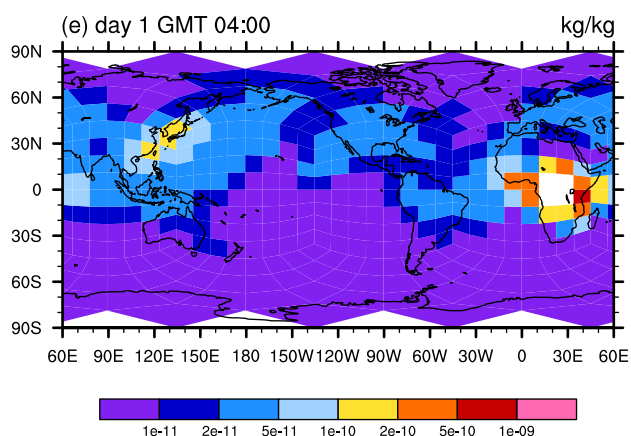 (e) day 1 GMT 04:00 kg/kg
90N
60N
30N
0
30S
60S
90S
60E 90E 120E 150E 180 150W 120W 90W 60W 30W 0 30E 60E
1e-11 2e-11 5e-11 1e-10 2e-10 5e-10 1e-09